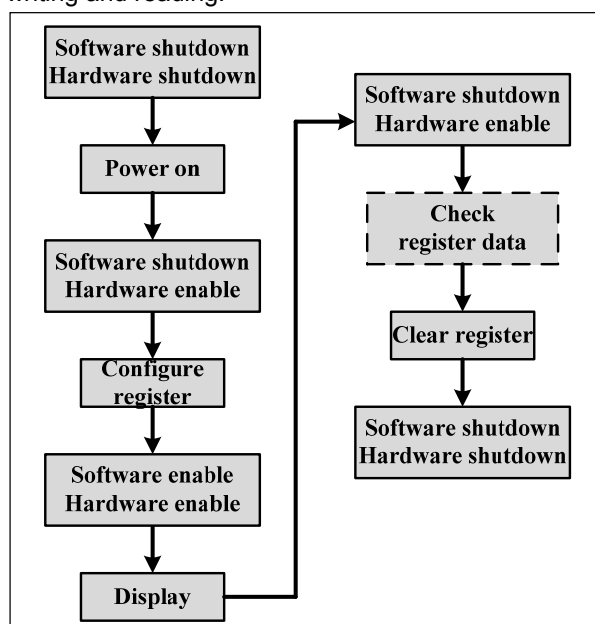 writing and reading.
Software shutdown
Hardware shutdown
Power on
Software shutdown
Hardware enable
Configure
register
Software enable
Hardware enable
Display
Software shutdown
Hardware enable
Check
register data
Clear register
Software shutdown
Hardware shutdown